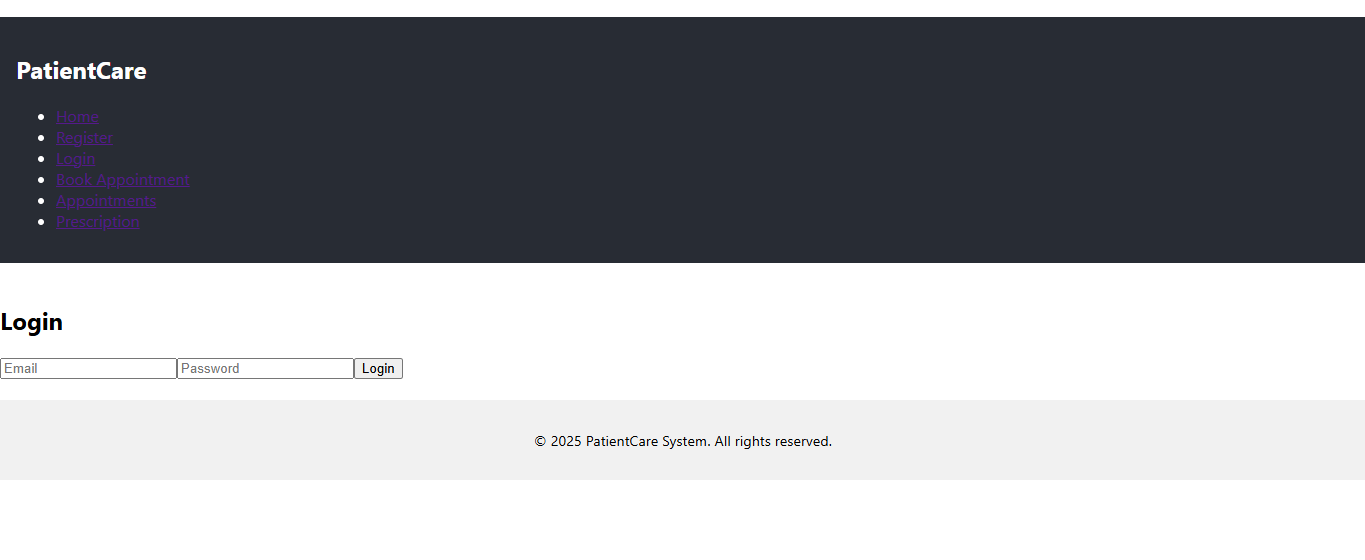 PatientCare
Home
Register
Login
Book Appointment
Appointments
Prescription
Login
Email Password Login
© 2025 PatientCare System. All rights reserved.